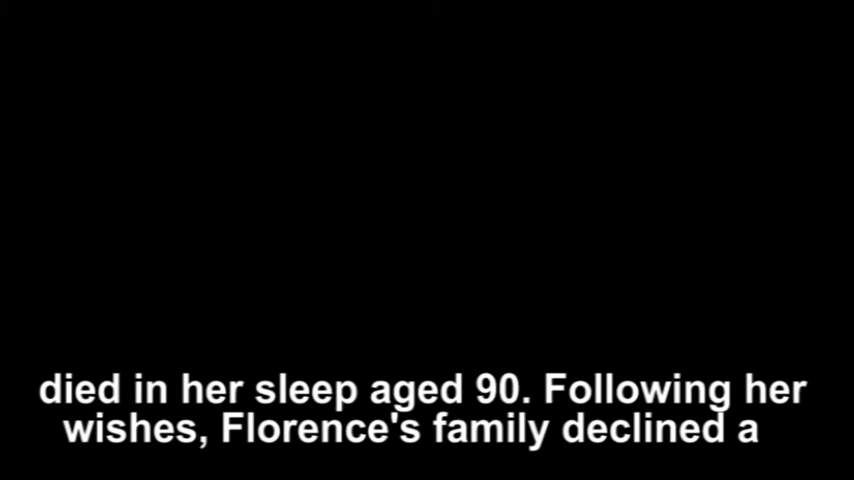 died in her sleep aged 90. Following her
wishes, Florence's family declined a